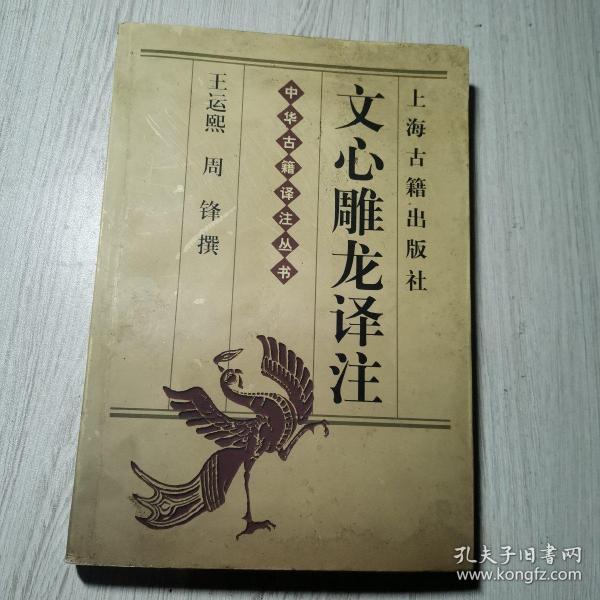 上海古籍出版社
文心雕龙译注
中华古籍译注丛书
王运熙 周锋 撰
孔夫子旧书网
www.kongfz.com